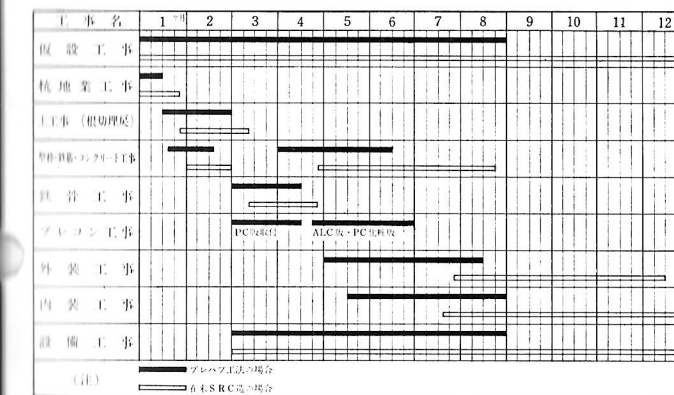 工事名 1ヶ月 2 3 4 5 6 7 8 9 10 11 12
仮設工事
杭地業工事
土工事(根切埋戻)
型枠・鉄筋・コンクリート工事
鉄骨工事
プレコン工事
PC版取付 ALC版・PC化粧版
外装工事
内装工事
設備工事
(注) プレハブ工法の場合
在来SRC造の場合